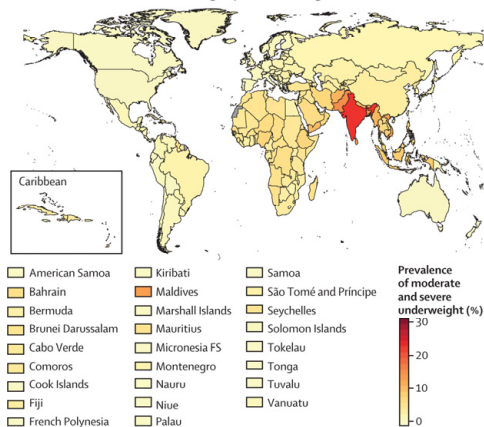 Caribbean
American Samoa
Bahrain
Bermuda
Brunei Darussalam
Cabo Verde
Comoros
Cook Islands
Fiji
French Polynesia
Kiribati
Maldives
Marshall Islands
Mauritius
Micronesia FS
Montenegro
Nauru
Niue
Palau
Samoa
São Tomé and Príncipe
Seychelles
Solomon Islands
Tokelau
Tonga
Tuvalu
Vanuatu
Prevalence
of moderate
and severe
underweight (%)
30
20
10
0